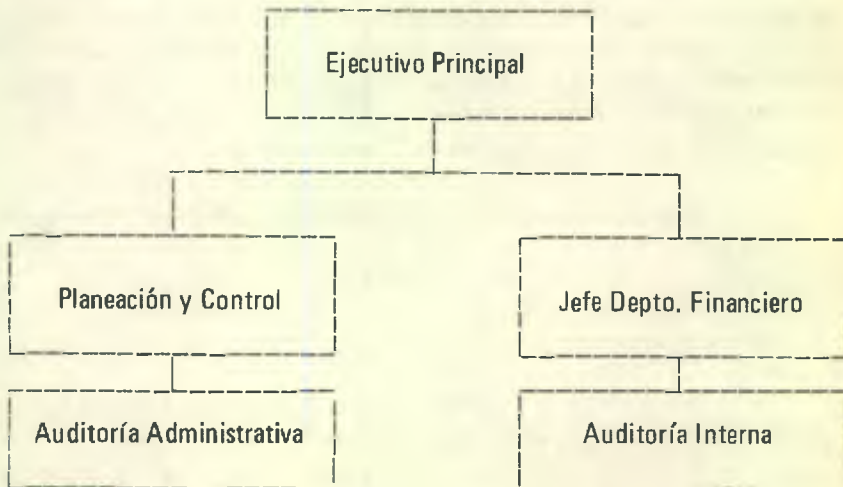 Ejecutivo Principal
Planeación y Control
Jefe Depto. Financiero
Auditoría Administrativa
Auditoría Interna